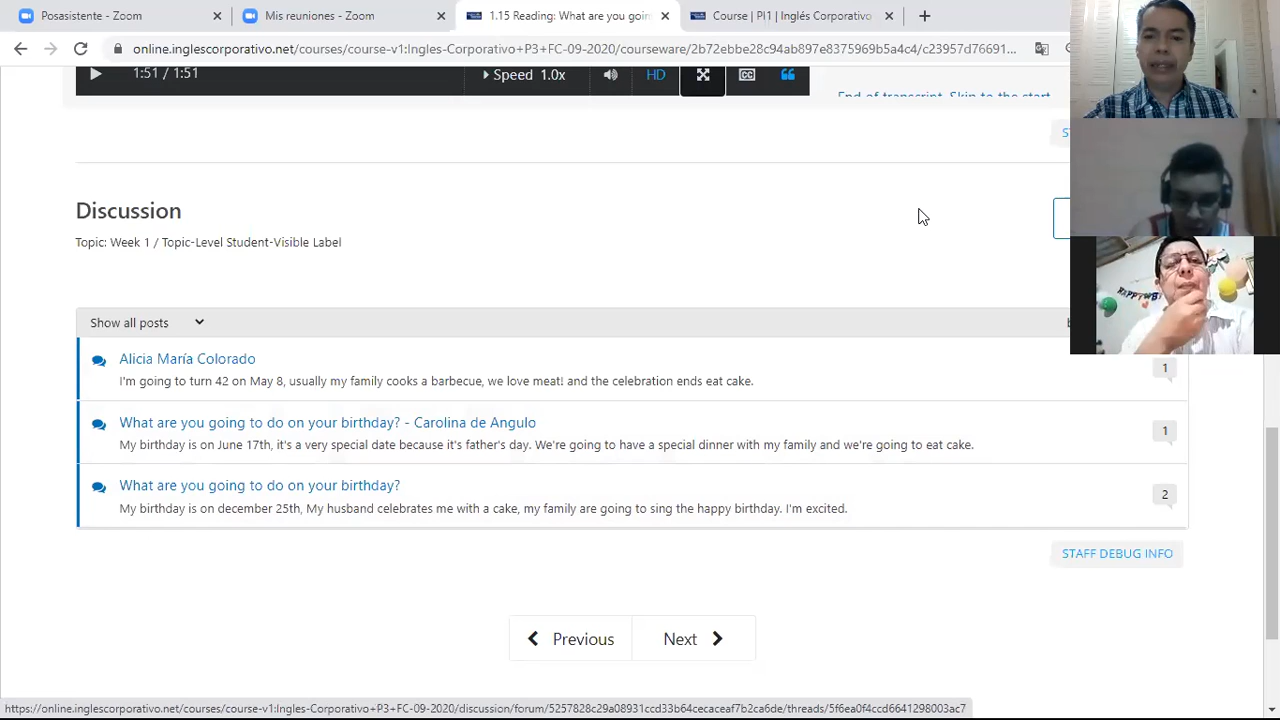 Posasistente - Zoom
Mis reuniones - Zoom
1.15 Reading: What are you goin
Course | PI1 | Inglés Corporativo
online.inglescorporativo.net/courses/course-v1:Ingles-Corporativo+P3+FC-09-2020/courseware/2b72ebbe28c94ab897e8375969b5a4c4/c23957d76691...
1:51 / 1:51
Speed 1.0x
HD
End of transcript. Skip to the start.
Discussion
Topic: Week 1 / Topic-Level Student-Visible Label
Show all posts
Alicia María Colorado
I'm going to turn 42 on May 8, usually my family cooks a barbecue, we love meat! and the celebration ends eat cake.
1
What are you going to do on your birthday? - Carolina de Angulo
My birthday is on June 17th, it's a very special date because it's father's day. We're going to have a special dinner with my family and we're going to eat cake.
1
What are you going to do on your birthday?
My birthday is on december 25th, My husband celebrates me with a cake, my family are going to sing the happy birthday. I'm excited.
2
STAFF DEBUG INFO
Previous
Next
https://online.inglescorporativo.net/courses/course-v1:Ingles-Corporativo+P3+FC-09-2020/discussion/forum/5257828c29a08931ccd33b64cecaceaf7b2ca6de/threads/5f6ea0f4ccd6641298003ac7